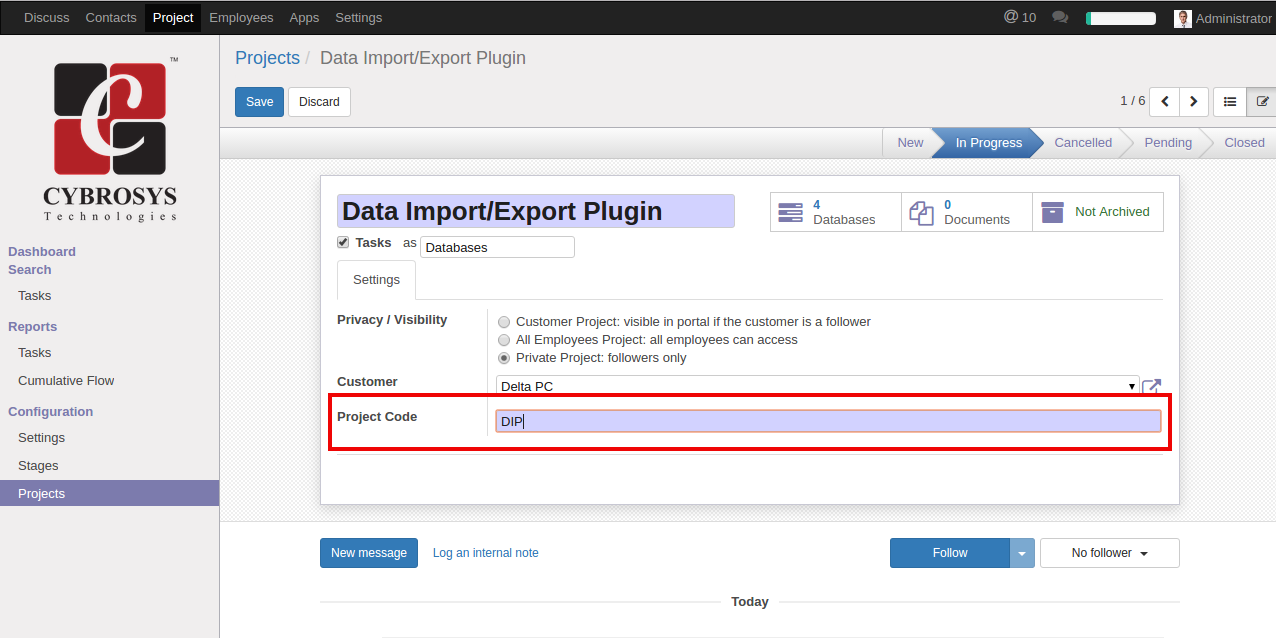 Discuss Contacts Project Employees Apps Settings @ 10 Administrator
Projects / Data Import/Export Plugin
Save Discard 1 / 6
New In Progress Cancelled Pending Closed
C
™
CYBROSYS
Technologies
Dashboard
Search
Tasks
Reports
Tasks
Cumulative Flow
Configuration
Settings
Stages
Projects
Data Import/Export Plugin
4
Databases
0
Documents
Not Archived
Tasks as Databases
Settings
Privacy / Visibility
Customer Project: visible in portal if the customer is a follower
All Employees Project: all employees can access
Private Project: followers only
Customer Delta PC
Project Code DIP
New message Log an internal note Follow No follower
Today